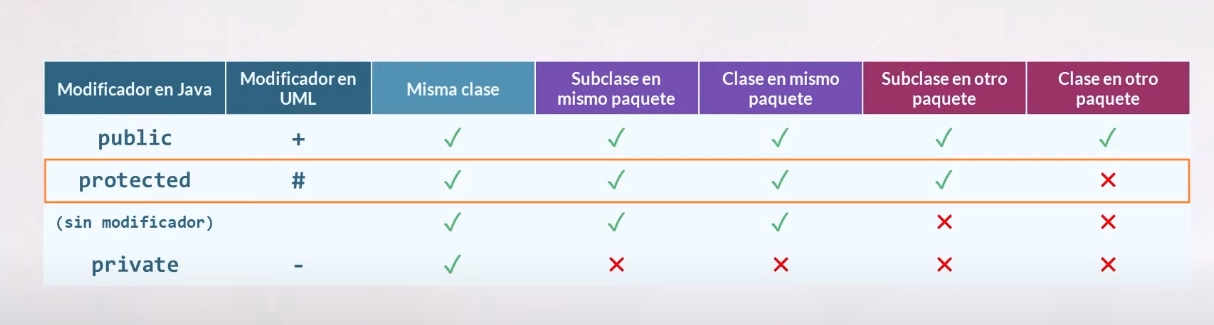 Modificador en Java Modificador en UML Misma clase Subclase en mismo paquete Clase en mismo paquete Subclase en otro paquete Clase en otro paquete
public + ✓ ✓ ✓ ✓ ✓
protected # ✓ ✓ ✓ ✓ ✕
(sin modificador) ✓ ✓ ✓ ✕ ✕
private - ✓ ✕ ✕ ✕ ✕